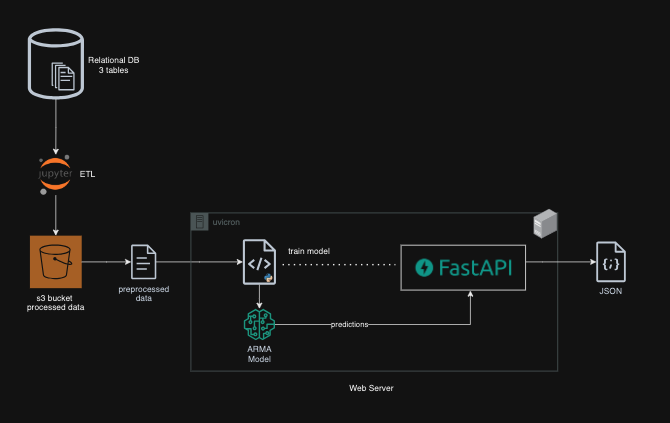 Relational DB
3 tables
jupyter
ETL
uvicron
train model
FastAPI
s3 bucket
processed data
preprocessed
data
JSON
predictions
ARMA
Model
Web Server